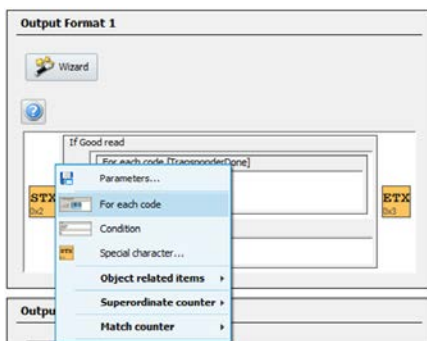 Output Format 1
Wizard
If Good read
For each code [TransponderDone]
Parameters...
STX
0x2
For each code
ETX
0x3
Condition
Special character...
Object related items
Superordinate counter
Match counter
Outpu